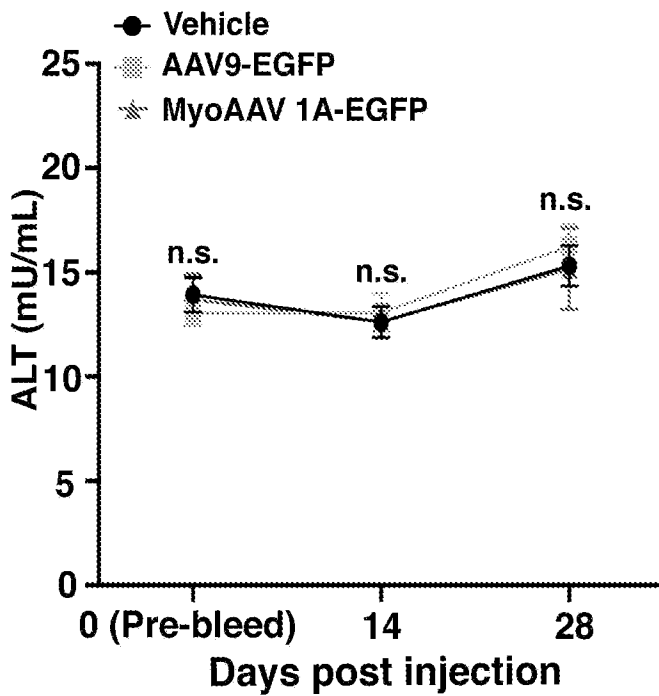 Vehicle
AAV9-EGFP
MyoAAV 1A-EGFP
25
20
15
10
5
0
ALT (mU/mL)
n.s.
n.s.
n.s.
0 (Pre-bleed)
14
28
Days post injection